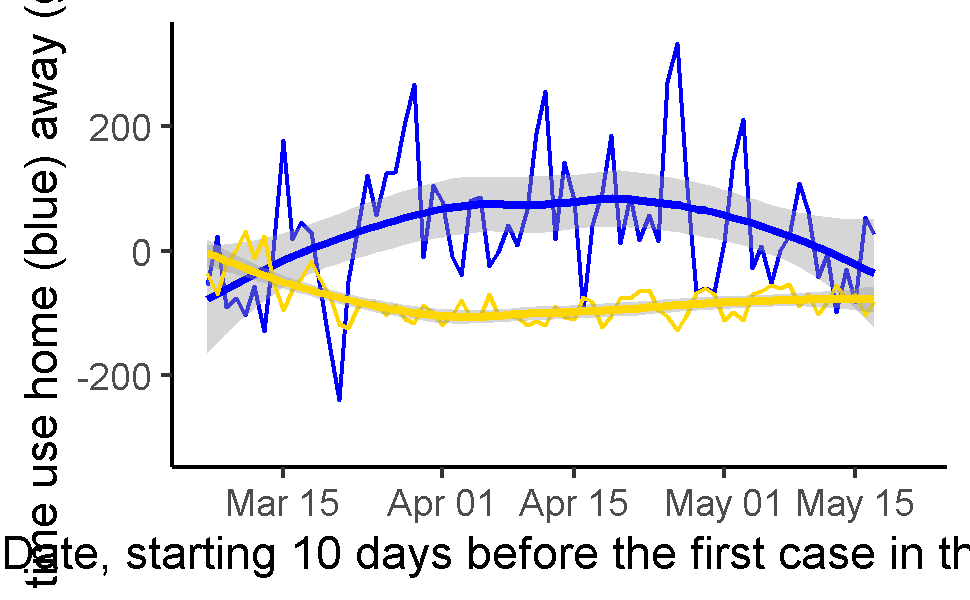 time use home (blue) away (
200
0
-200
Mar 15 Apr 01 Apr 15 May 01 May 15
Date, starting 10 days before the first case in th